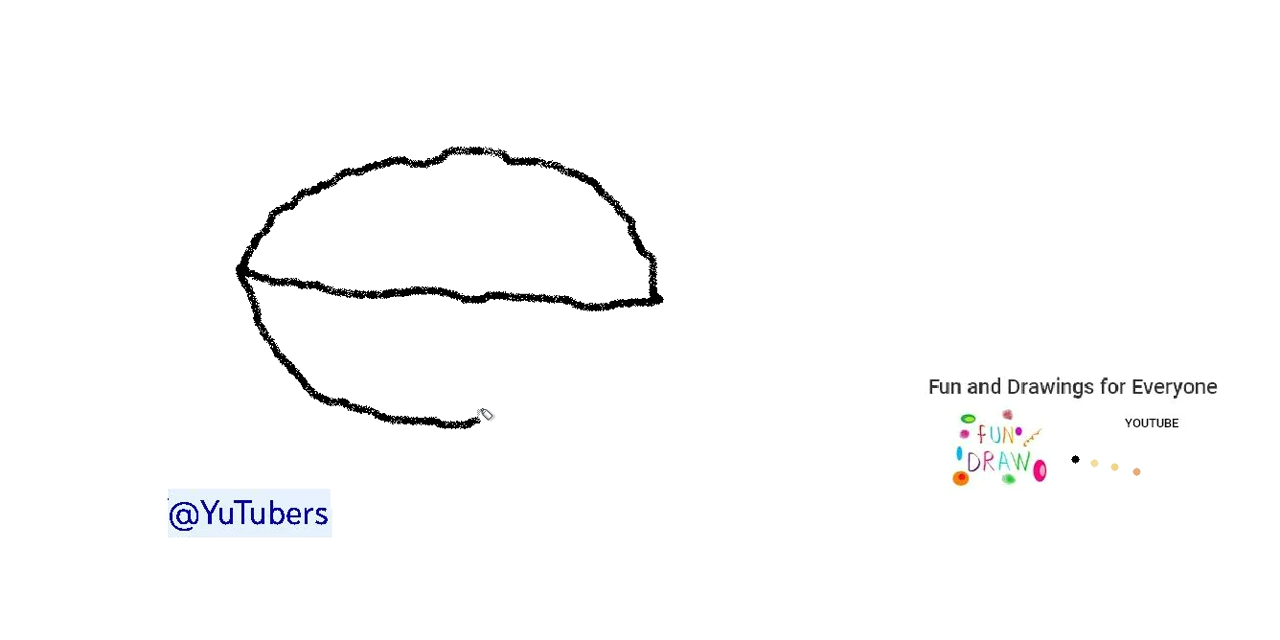 Fun and Drawings for Everyone
FUN
DRAW
YOUTUBE
@YuTubers